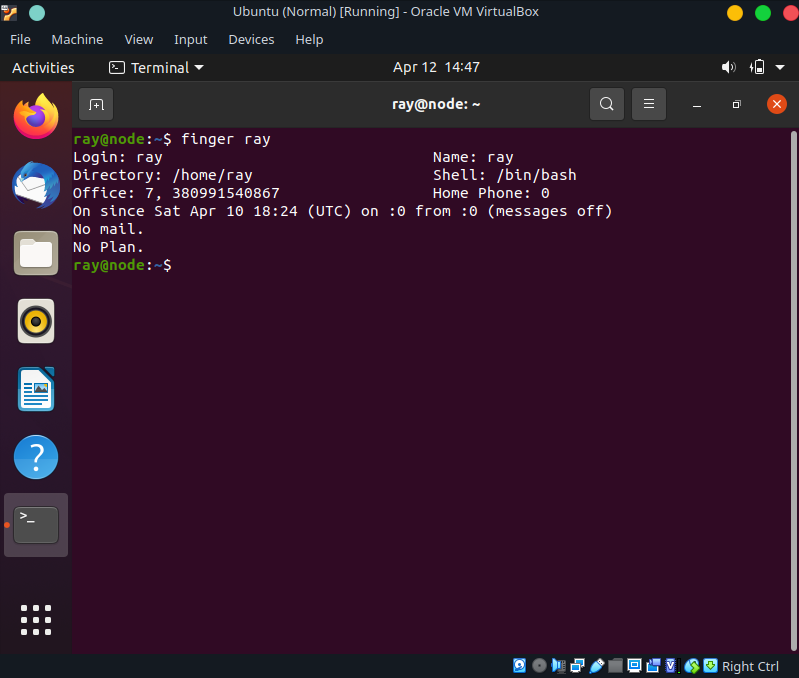 Ubuntu (Normal) [Running] - Oracle VM VirtualBox
File Machine View Input Devices Help
Activities Terminal Apr 12 14:47
ray@node: ~
ray@node:~$ finger ray
Login: ray Name: ray
Directory: /home/ray Shell: /bin/bash
Office: 7, 380991540867 Home Phone: 0
On since Sat Apr 10 18:24 (UTC) on :0 from :0 (messages off)
No mail.
No Plan.
ray@node:~$
?
>_
Right Ctrl